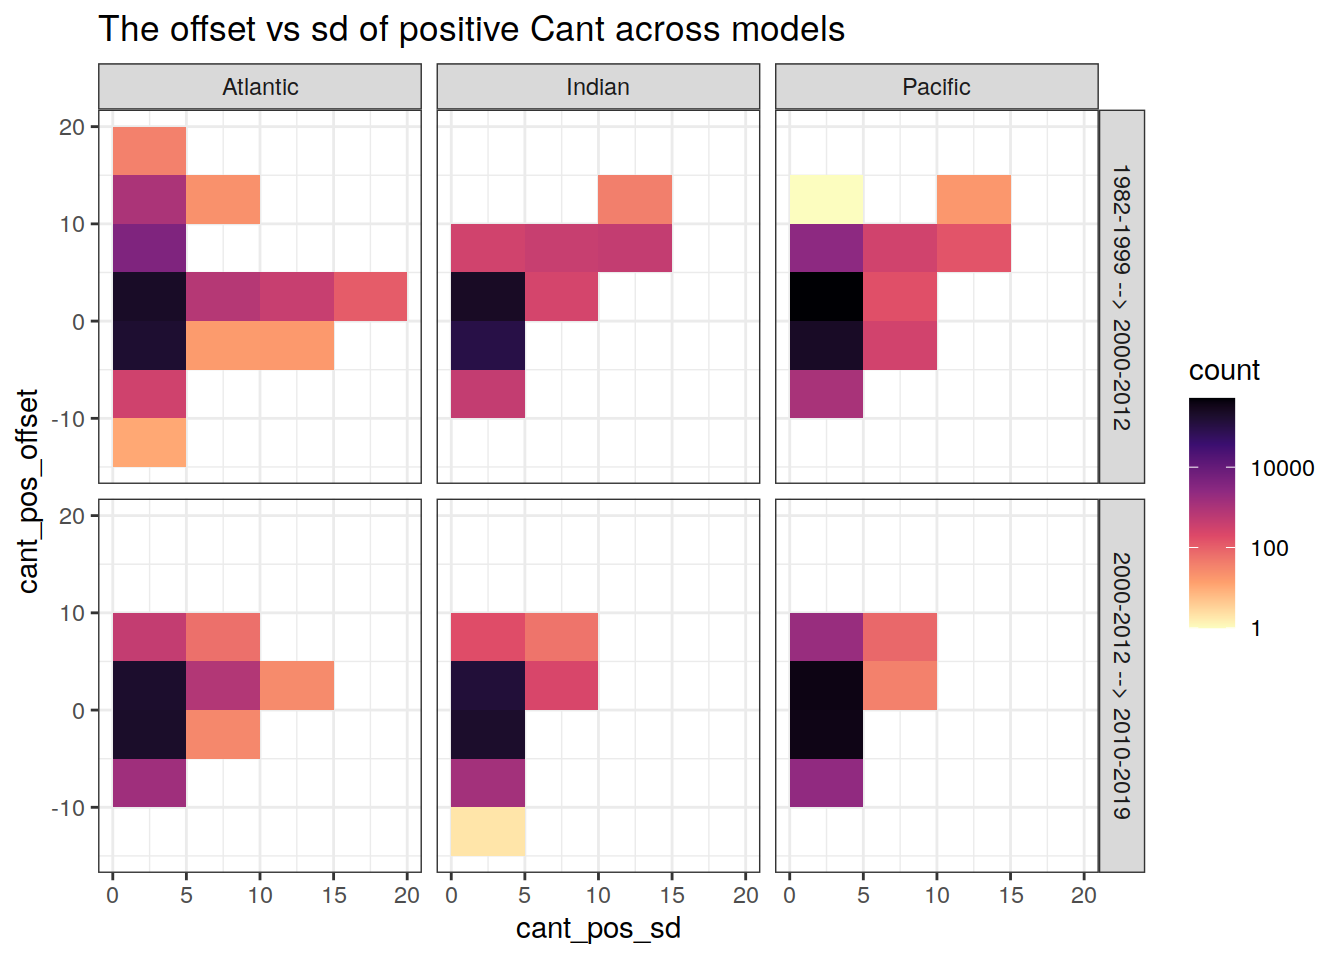 The offset vs sd of positive Cant across models
Atlantic
Indian
Pacific
20
10
0
-10
1982-1999 --> 2000-2012
20
10
0
-10
2000-2012 --> 2010-2019
cant_pos_offset
0 5 10 15 20
0 5 10 15 20
0 5 10 15 20
cant_pos_sd
count
10000
100
1